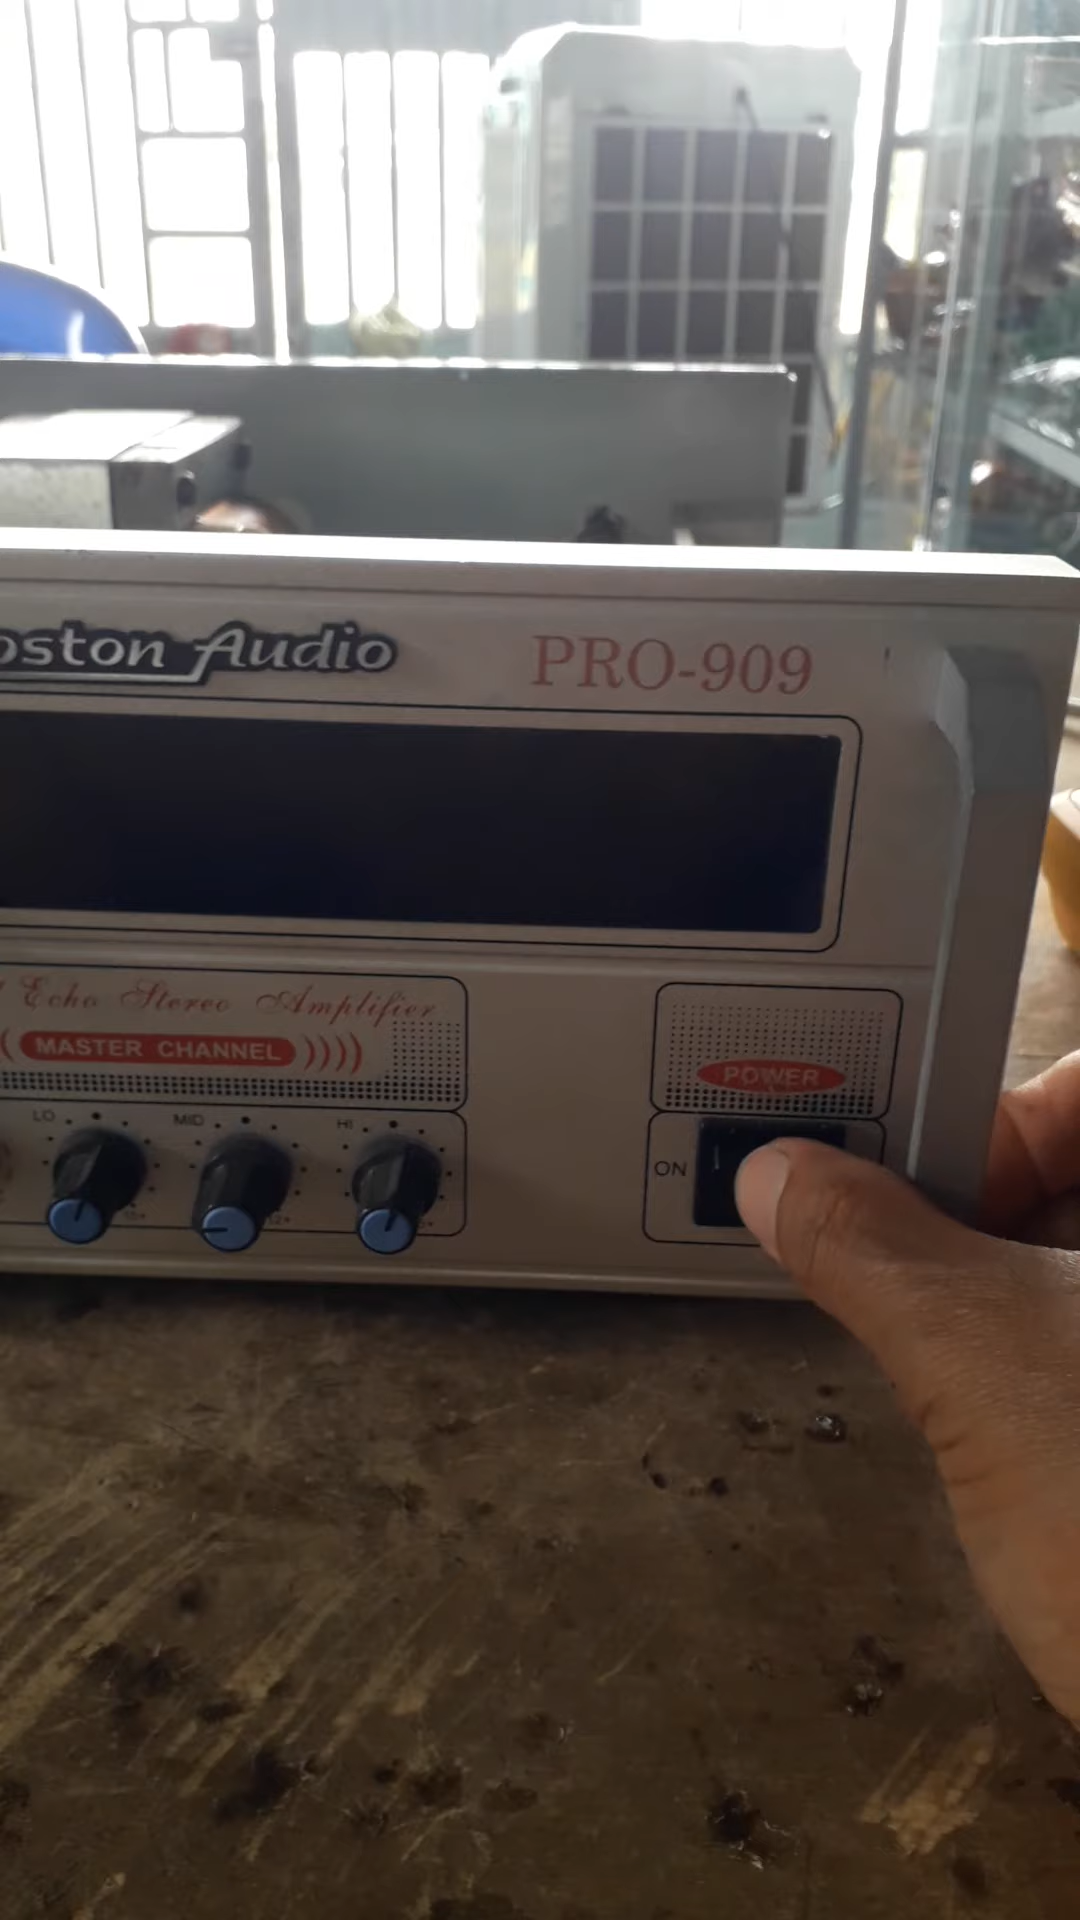 oston Audio
PRO-909
Echo Stereo Amplifier
MASTER CHANNEL
POWER
LO
MID
HI
ON